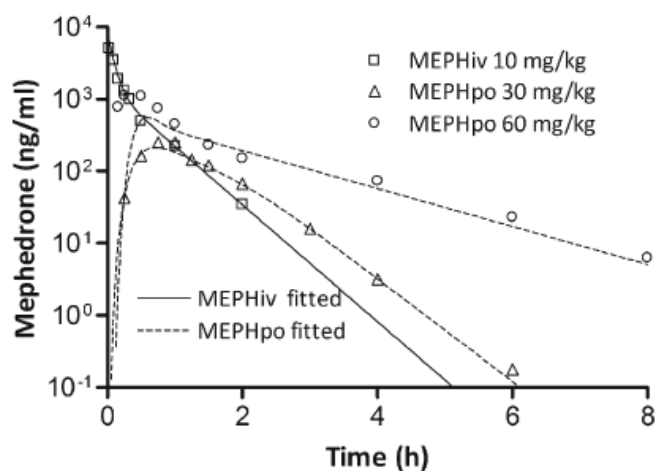 10⁴
10³
10²
10¹
10⁰
10⁻¹
Mephedrone (ng/ml)
MEPHiv 10 mg/kg
MEPHpo 30 mg/kg
MEPHpo 60 mg/kg
MEPHiv fitted
MEPHpo fitted
0 2 4 6 8
Time (h)